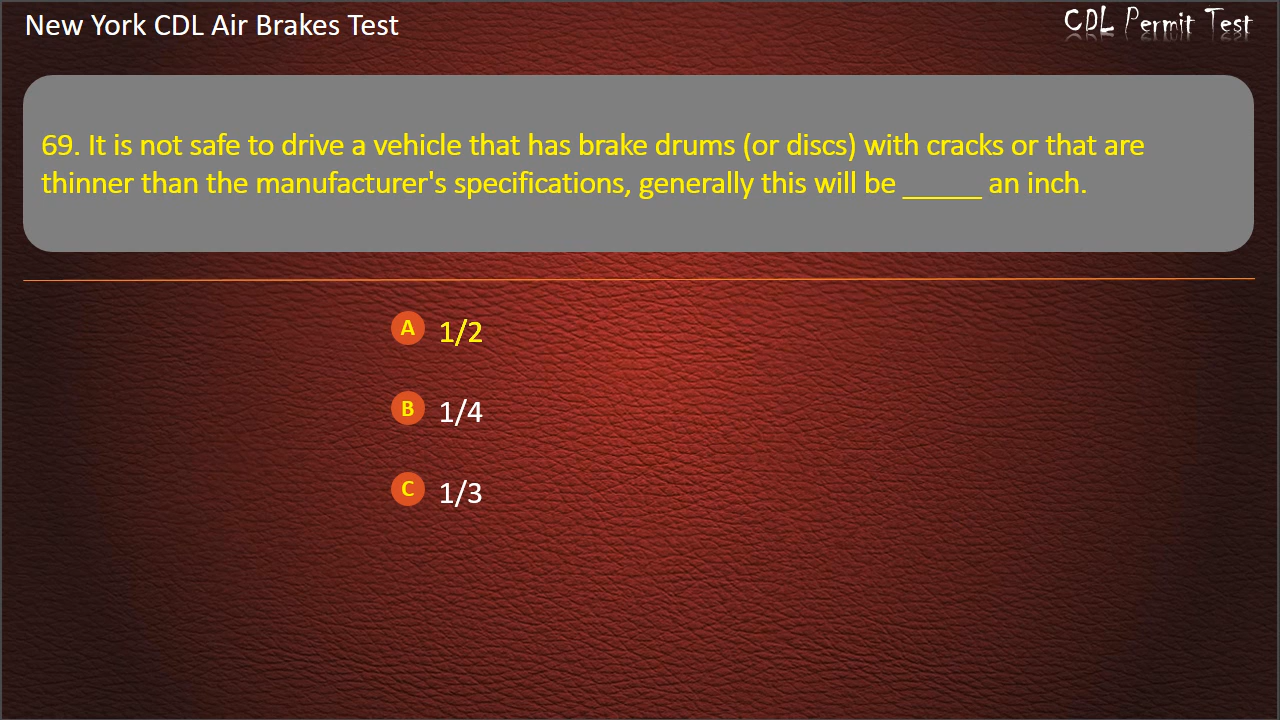 New York CDL Air Brakes Test
CDL Permit Test
69. It is not safe to drive a vehicle that has brake drums (or discs) with cracks or that are
thinner than the manufacturer's specifications, generally this will be _____ an inch.
A 1/2
B 1/4
C 1/3